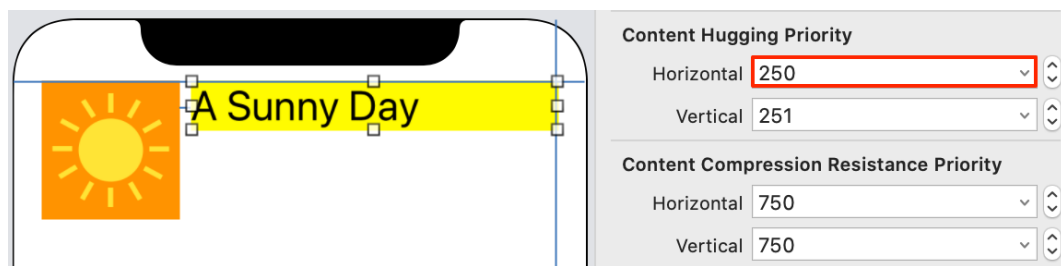 A Sunny Day
Content Hugging Priority
Horizontal 250
Vertical 251
Content Compression Resistance Priority
Horizontal 750
Vertical 750